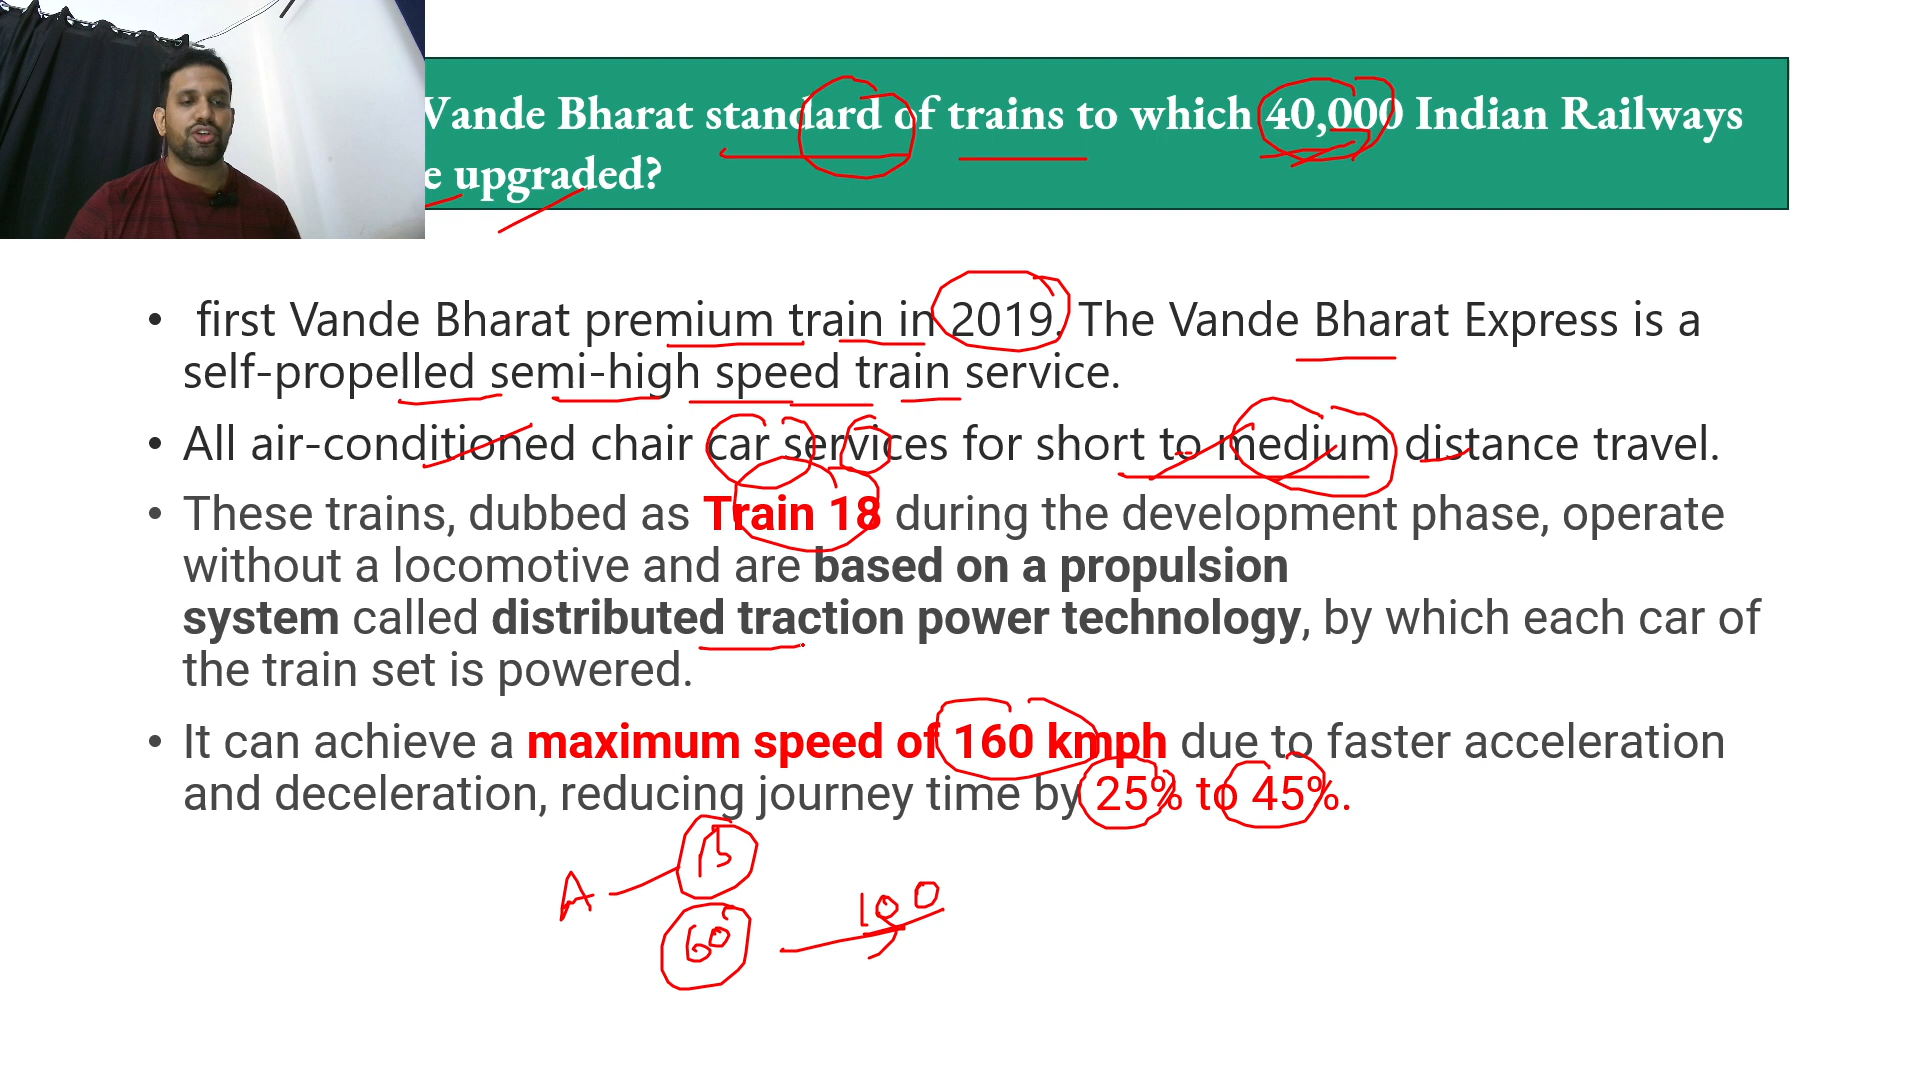 Vande Bharat standard of trains to which 40,000 Indian Railways
e upgraded?
• first Vande Bharat premium train in 2019. The Vande Bharat Express is a
self-propelled semi-high speed train service.
• All air-conditioned chair car services for short to medium distance travel.
• These trains, dubbed as Train 18 during the development phase, operate
without a locomotive and are based on a propulsion
system called distributed traction power technology, by which each car of
the train set is powered.
• It can achieve a maximum speed of 160 kmph due to faster acceleration
and deceleration, reducing journey time by 25% to 45%.
A 15
60 100